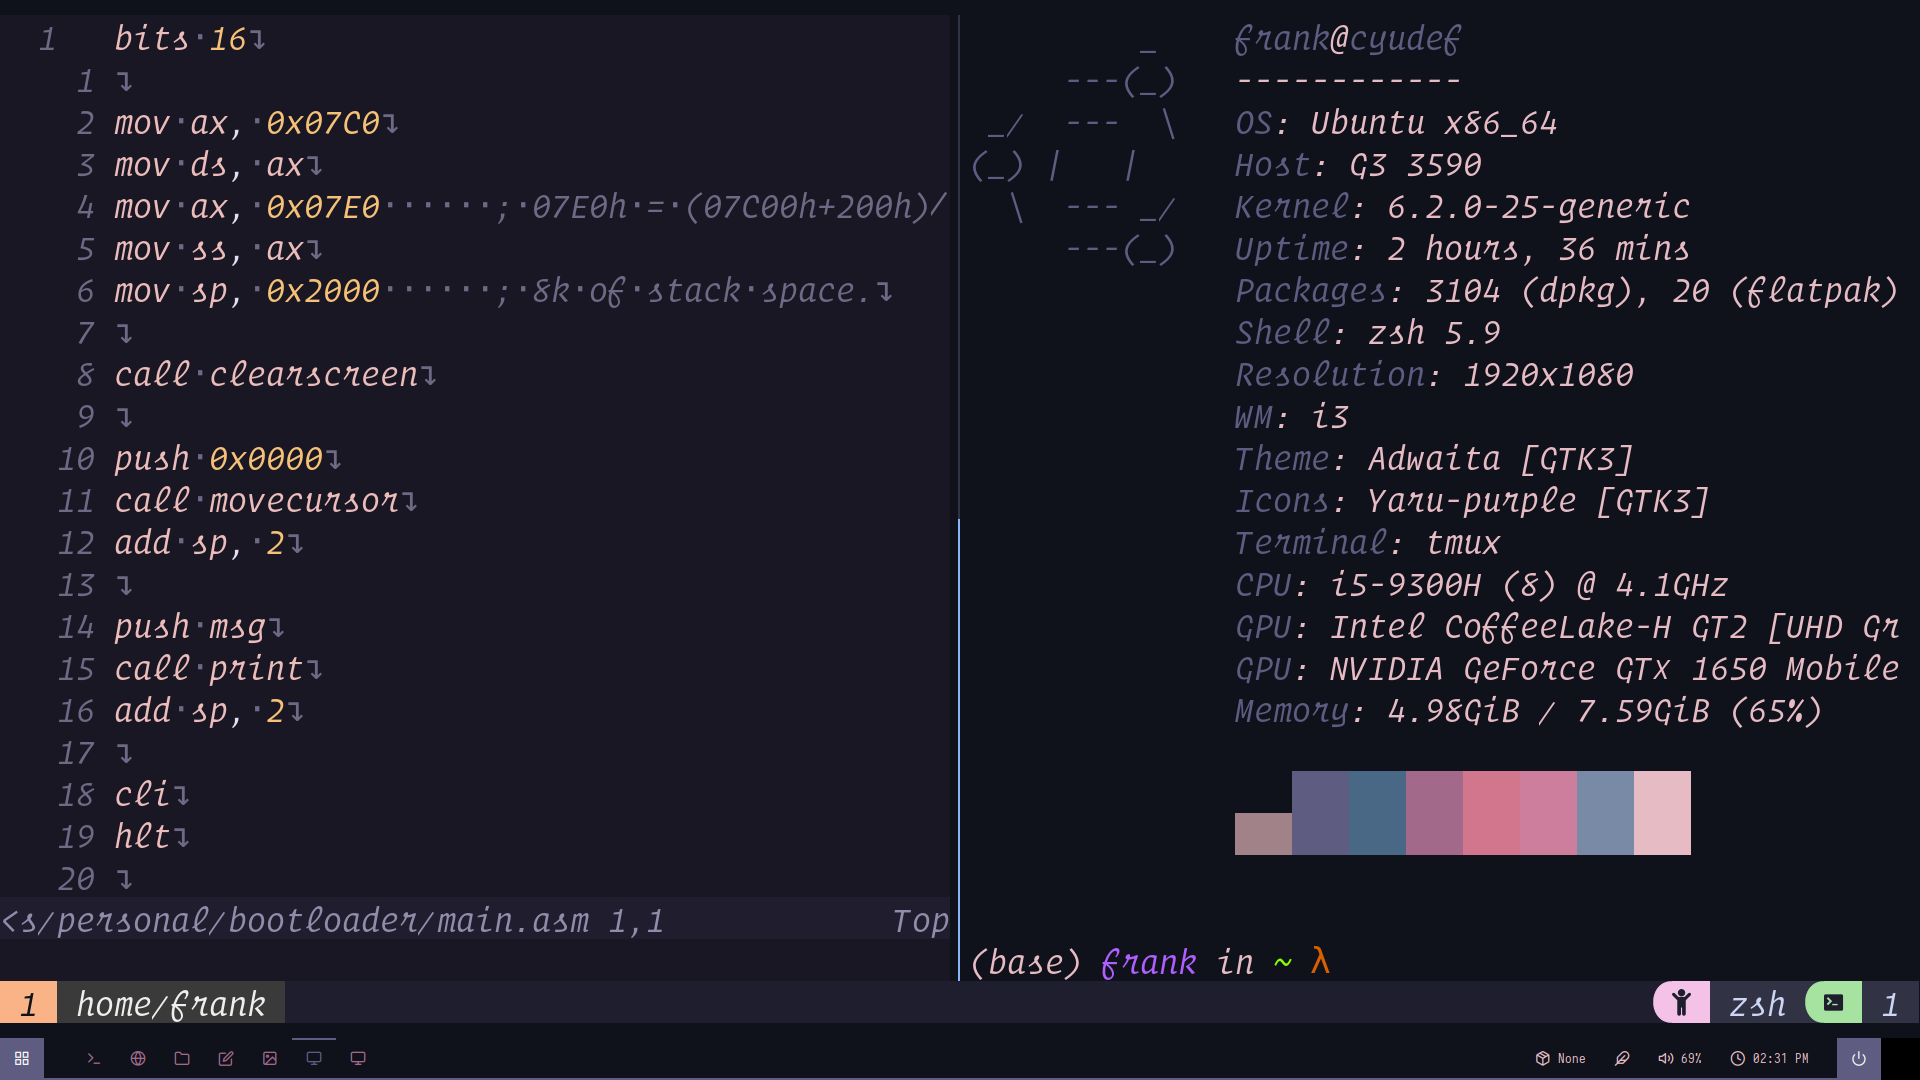 1 bits·16↴
1 ↴
2 mov·ax,·0x07C0↴
3 mov·ds,·ax↴
4 mov·ax,·0x07E0······;·07E0h·=·(07C00h+200h)/
5 mov·ss,·ax↴
6 mov·sp,·0x2000······;·8k·of·stack·space.↴
7 ↴
8 call·clearscreen↴
9 ↴
10 push·0x0000↴
11 call·movecursor↴
12 add·sp,·2↴
13 ↴
14 push·msg↴
15 call·print↴
16 add·sp,·2↴
17 ↴
18 cli↴
19 hlt↴
20 ↴
<s/personal/bootloader/main.asm 1,1 Top
frank@cyudef
------------
OS: Ubuntu x86_64
Host: G3 3590
Kernel: 6.2.0-25-generic
Uptime: 2 hours, 36 mins
Packages: 3104 (dpkg), 20 (flatpak)
Shell: zsh 5.9
Resolution: 1920x1080
WM: i3
Theme: Adwaita [GTK3]
Icons: Yaru-purple [GTK3]
Terminal: tmux
CPU: i5-9300H (8) @ 4.1GHz
GPU: Intel CoffeeLake-H GT2 [UHD Gr
GPU: NVIDIA GeForce GTX 1650 Mobile
Memory: 4.98GiB / 7.59GiB (65%)
(base) frank in ~ λ
1 home/frank zsh 1
None 69% 02:31 PM